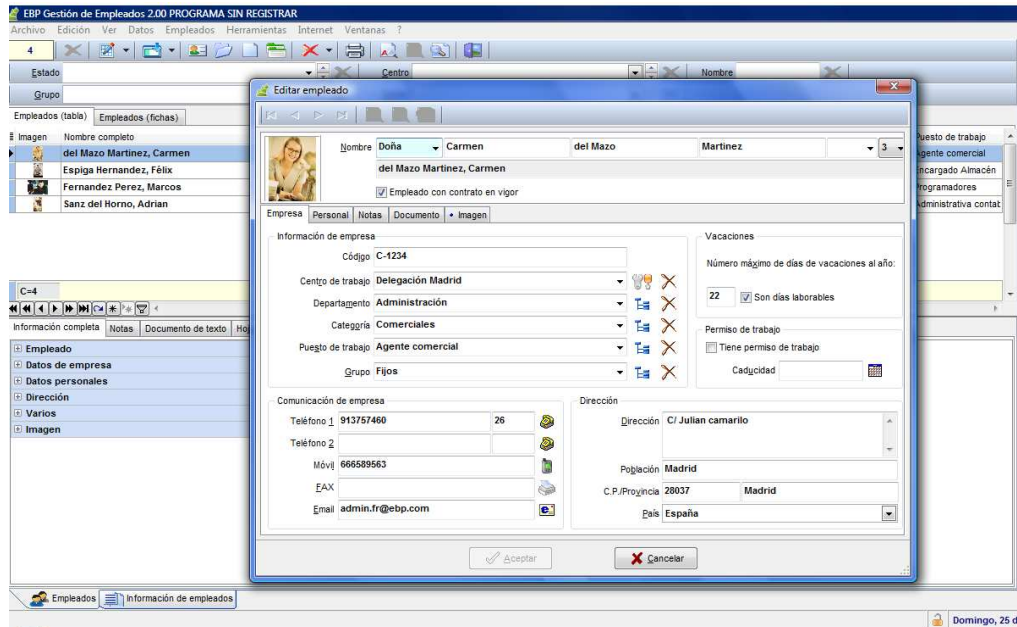 EBP Gestión de Empleados 2.00 PROGRAMA SIN REGISTRAR
Archivo Edición Ver Datos Empleados Herramientas Internet Ventanas ?
4
Estado Centro Nombre
Grupo
Empleados (tabla) Empleados (fichas)
Imagen Nombre completo Puesto de trabajo
del Mazo Martinez, Carmen Agente comercial
Espiga Hernandez, Félix Encargado Almacén
Fernandez Perez, Marcos Programadores
Sanz del Horno, Adrian Administrativa contab
C=4
Información completa Notas Documento de texto Hoj
Empleado
Datos de empresa
Datos personales
Dirección
Varios
Imagen
Editar empleado
Nombre Doña Carmen del Mazo Martinez 3
del Mazo Martinez, Carmen
Empleado con contrato en vigor
Empresa Personal Notas Documento • Imagen
Información de empresa
Código C-1234
Centro de trabajo Delegación Madrid
Departamento Administración
Categoría Comerciales
Puesto de trabajo Agente comercial
Grupo Fijos
Vacaciones
Número máximo de días de vacaciones al año:
22 Son días laborables
Permiso de trabajo
Tiene permiso de trabajo
Caducidad
Comunicación de empresa
Teléfono 1 913757460 26
Teléfono 2
Móvil 666589563
FAX
Email admin.fr@ebp.com
Dirección
Dirección C/ Julian camarilo
Población Madrid
C.P./Provincia 28037 Madrid
País España
Aceptar Cancelar
Empleados Información de empleados
Domingo, 25 d